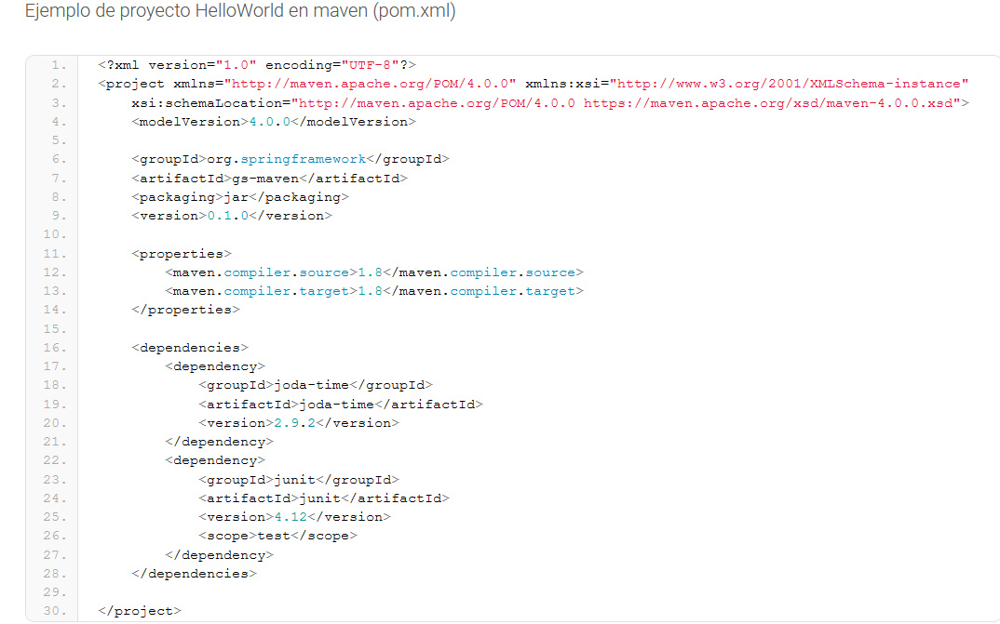 Ejemplo de proyecto HelloWorld en maven (pom.xml)
1. <?xml version="1.0" encoding="UTF-8"?>
2. <project xmlns="http://maven.apache.org/POM/4.0.0" xmlns:xsi="http://www.w3.org/2001/XMLSchema-instance"
3. xsi:schemaLocation="http://maven.apache.org/POM/4.0.0 https://maven.apache.org/xsd/maven-4.0.0.xsd">
4. <modelVersion>4.0.0</modelVersion>
5.
6. <groupId>org.springframework</groupId>
7. <artifactId>gs-maven</artifactId>
8. <packaging>jar</packaging>
9. <version>0.1.0</version>
10.
11. <properties>
12. <maven.compiler.source>1.8</maven.compiler.source>
13. <maven.compiler.target>1.8</maven.compiler.target>
14. </properties>
15.
16. <dependencies>
17. <dependency>
18. <groupId>joda-time</groupId>
19. <artifactId>joda-time</artifactId>
20. <version>2.9.2</version>
21. </dependency>
22. <dependency>
23. <groupId>junit</groupId>
24. <artifactId>junit</artifactId>
25. <version>4.12</version>
26. <scope>test</scope>
27. </dependency>
28. </dependencies>
29.
30. </project>